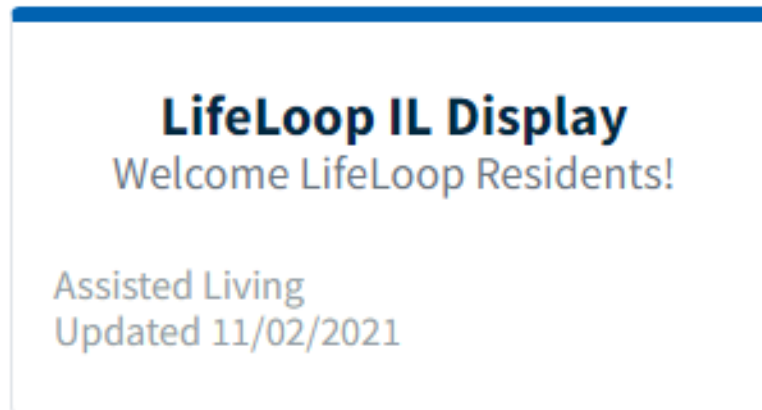 LifeLoop IL Display
Welcome LifeLoop Residents!
Assisted Living
Updated 11/02/2021